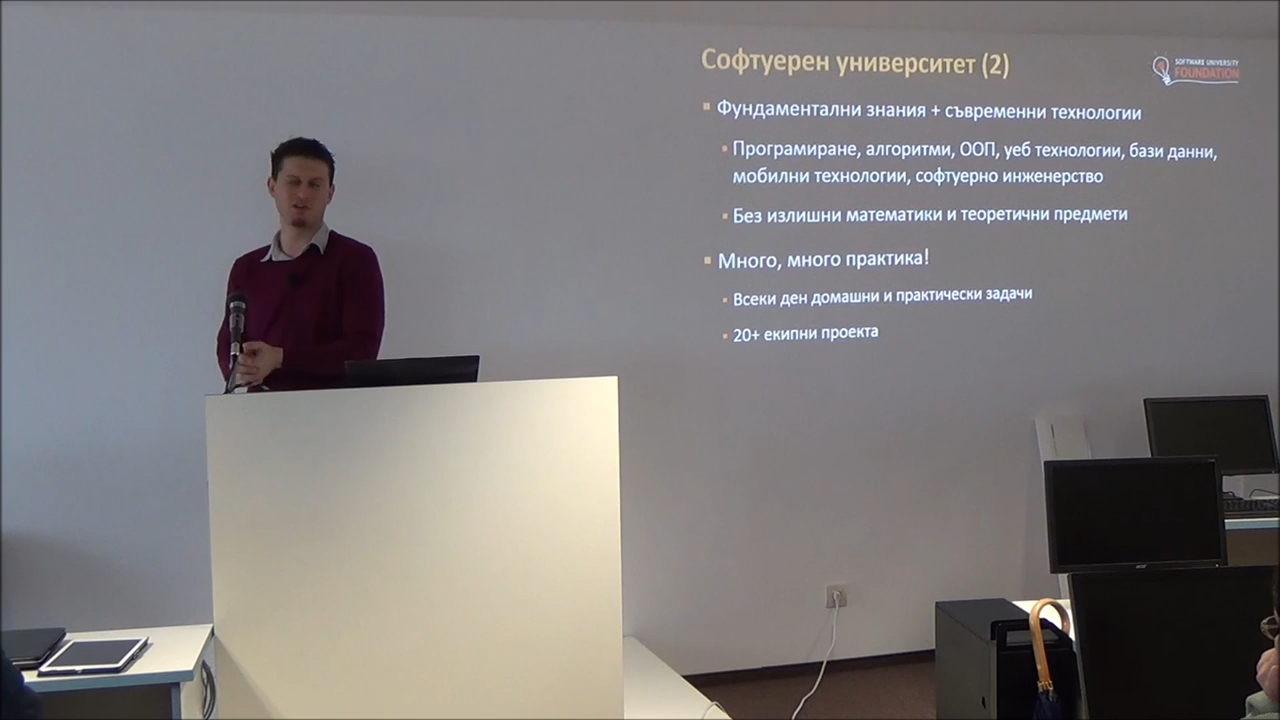 Софтуерен университет (2)
SOFTWARE UNIVERSITY
FOUNDATION
▪ Фундаментални знания + съвременни технологии
▪ Програмиране, алгоритми, ООП, уеб технологии, бази данни,
мобилни технологии, софтуерно инженерство
▪ Без излишни математики и теоретични предмети
▪ Много, много практика!
▪ Всеки ден домашни и практически задачи
▪ 20+ екипни проекта